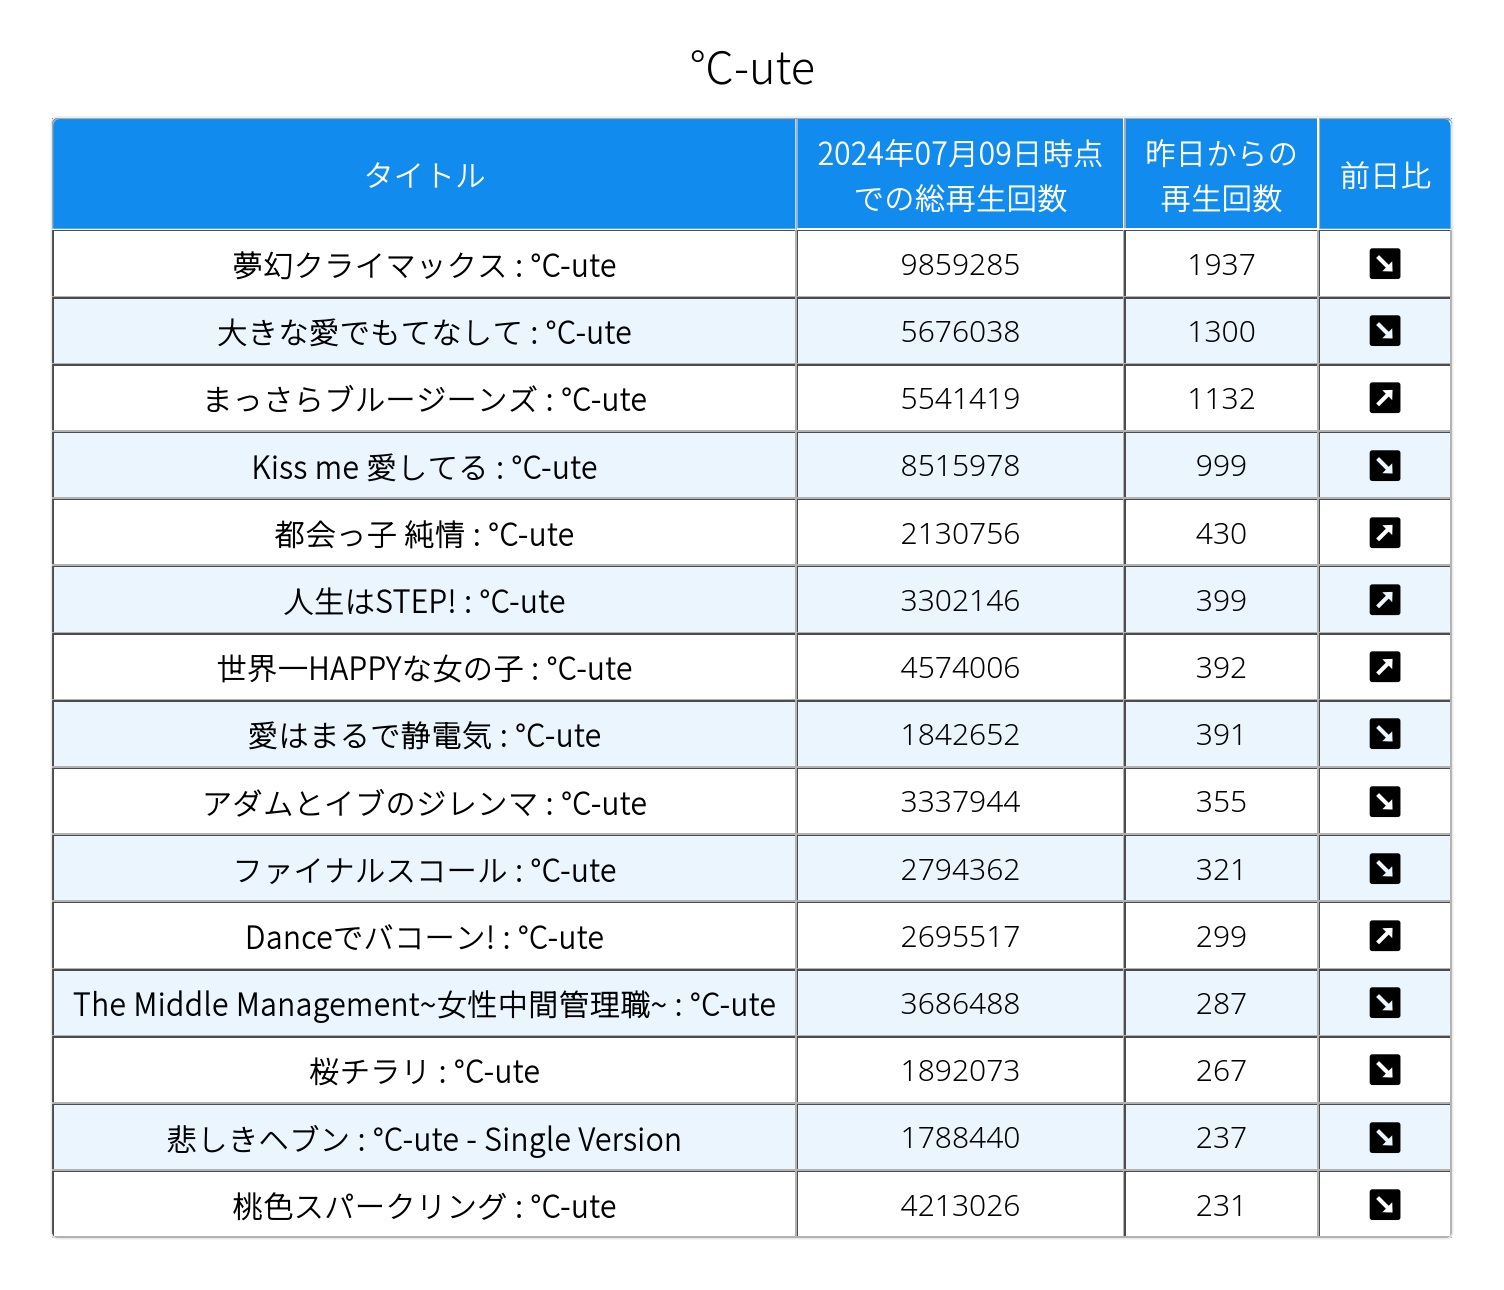 ℃-ute
タイトル 2024年07月09日時点 昨日からの 前日比
での総再生回数 再生回数
夢幻クライマックス : ℃-ute 9859285 1937 ↘
大きな愛でもてなして : ℃-ute 5676038 1300 ↘
まっさらブルージーンズ : ℃-ute 5541419 1132 ↗
Kiss me 愛してる : ℃-ute 8515978 999 ↘
都会っ子 純情 : ℃-ute 2130756 430 ↗
人生はSTEP! : ℃-ute 3302146 399 ↗
世界一HAPPYな女の子 : ℃-ute 4574006 392 ↗
愛はまるで静電気 : ℃-ute 1842652 391 ↘
アダムとイブのジレンマ : ℃-ute 3337944 355 ↘
ファイナルスコール : ℃-ute 2794362 321 ↘
Danceでバコーン! : ℃-ute 2695517 299 ↗
The Middle Management~女性中間管理職~ : ℃-ute 3686488 287 ↘
桜チラリ : ℃-ute 1892073 267 ↘
悲しきヘブン : ℃-ute - Single Version 1788440 237 ↘
桃色スパークリング : ℃-ute 4213026 231 ↘